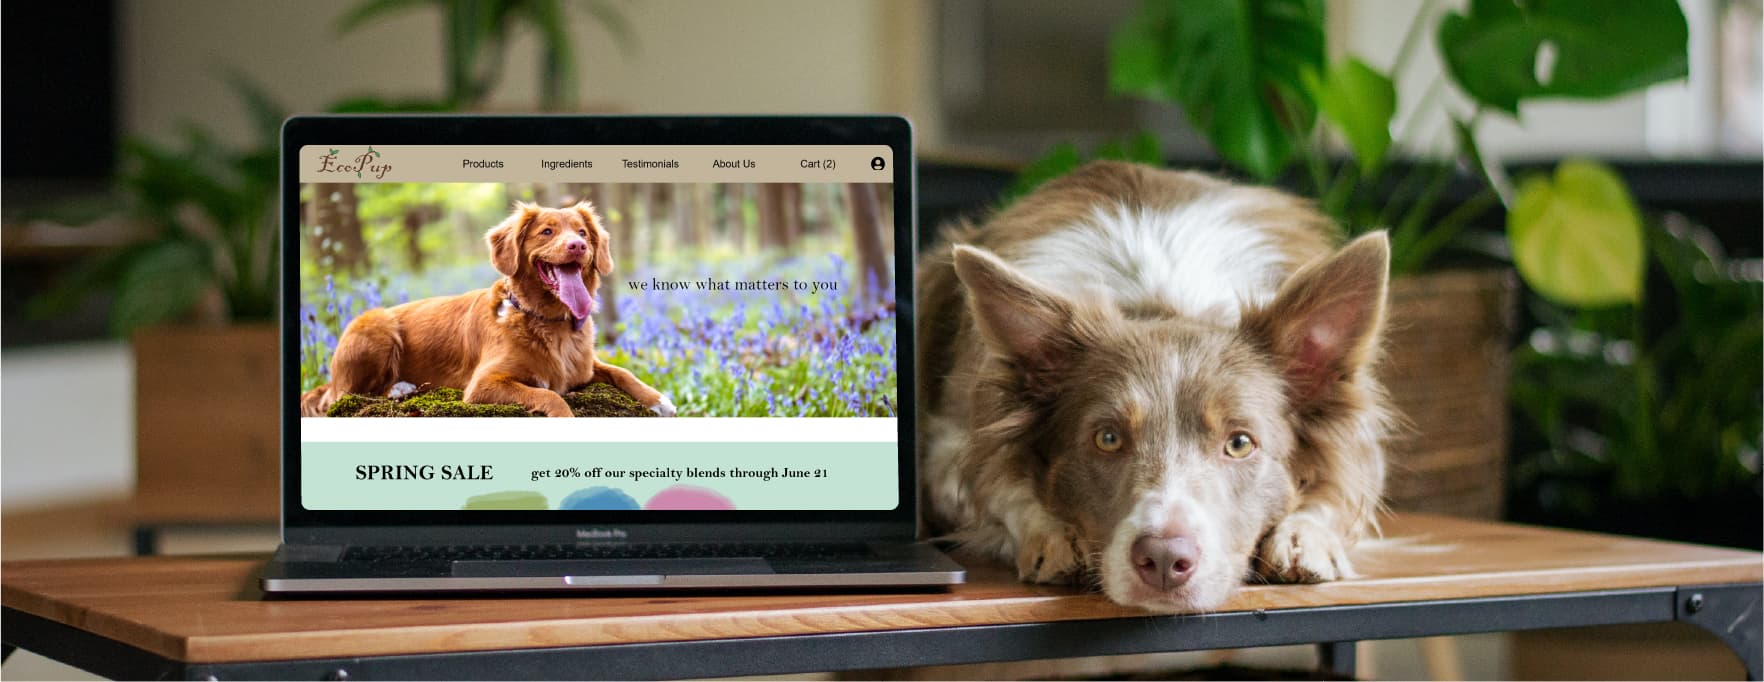 EcoPup
Products Ingredients Testimonials About Us Cart (2)
we know what matters to you
SPRING SALE get 20% off our specialty blends through June 21
MacBook Pro